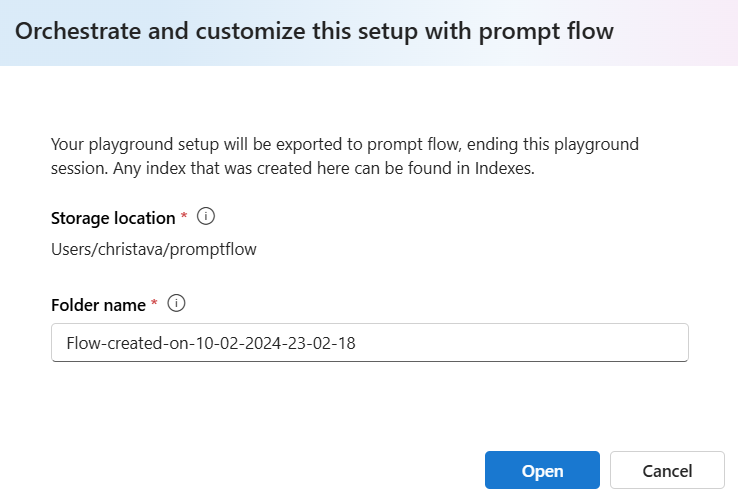 Orchestrate and customize this setup with prompt flow
Your playground setup will be exported to prompt flow, ending this playground
session. Any index that was created here can be found in Indexes.
Storage location *
Users/christava/promptflow
Folder name *
Flow-created-on-10-02-2024-23-02-18
Open Cancel